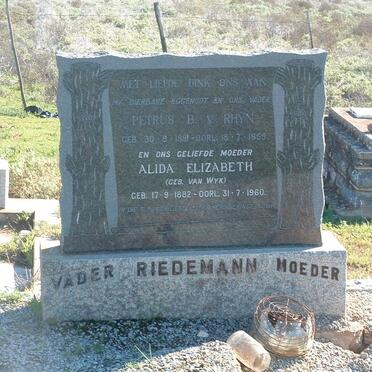 MET LIEFDE DINK ONS AAN
MY DIERBARE EGGENOOT EN ONS VADER
PETRUS B. V. RHYN
GEB. 30-8-1881-OORL. 18-7-1955
EN ONS GELIEFDE MOEDER
ALIDA ELIZABETH
(GEB. VAN WYK)
GEB. 17-9-1882-OORL. 31-7-1960.
VADER RIEDEMANN MOEDER